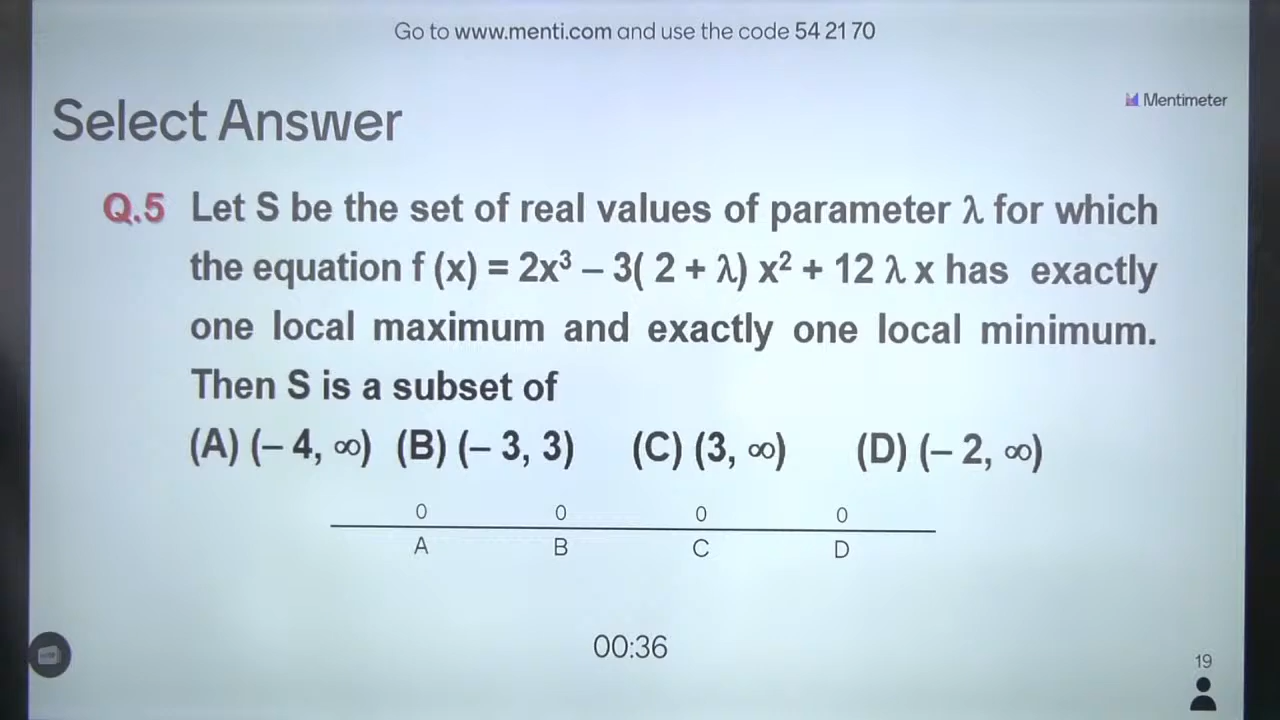 Go to www.menti.com and use the code 54 21 70
Mentimeter
Select Answer
Q.5 Let S be the set of real values of parameter λ for which
the equation f (x) = 2x³ – 3( 2 + λ) x² + 12 λ x has exactly
one local maximum and exactly one local minimum.
Then S is a subset of
(A) (– 4, ∞) (B) (– 3, 3) (C) (3, ∞) (D) (– 2, ∞)
0 0 0 0
A B C D
00:36
19